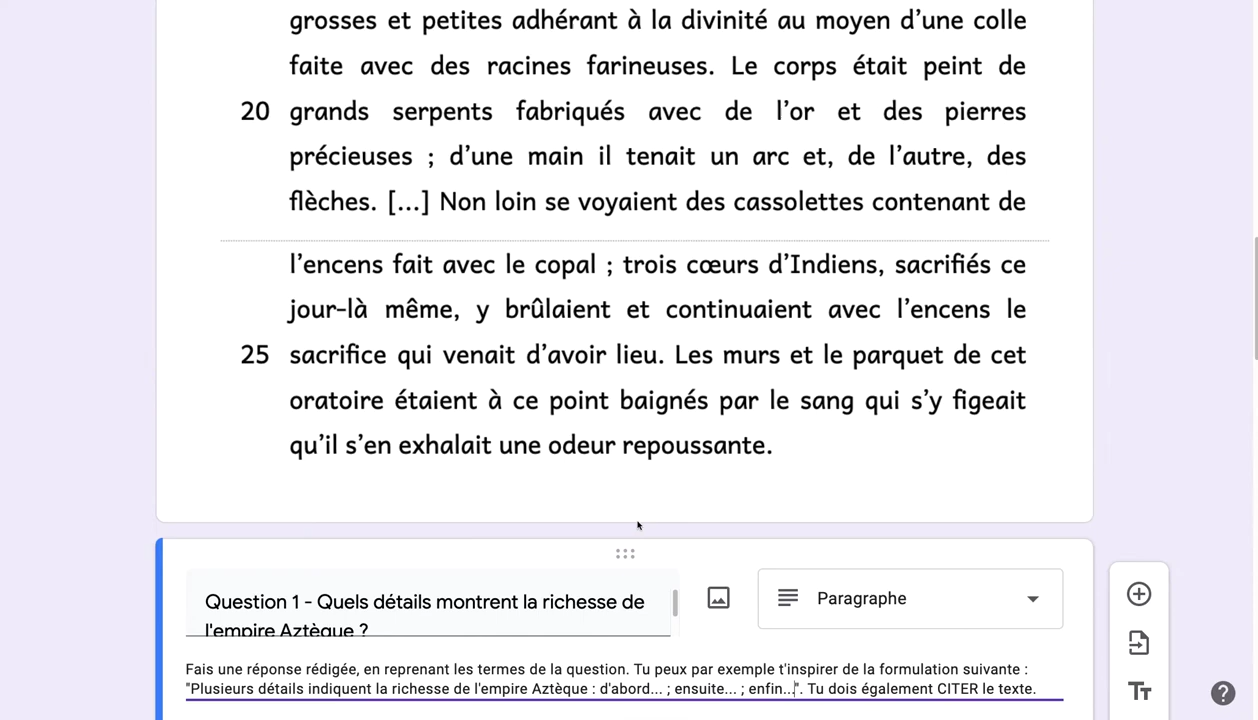 grosses et petites adhérant à la divinité au moyen d'une colle
faite avec des racines farineuses. Le corps était peint de
20 grands serpents fabriqués avec de l'or et des pierres
précieuses ; d'une main il tenait un arc et, de l'autre, des
flèches. [...] Non loin se voyaient des cassolettes contenant de
l'encens fait avec le copal ; trois cœurs d'Indiens, sacrifiés ce
jour-là même, y brûlaient et continuaient avec l'encens le
25 sacrifice qui venait d'avoir lieu. Les murs et le parquet de cet
oratoire étaient à ce point baignés par le sang qui s'y figeait
qu'il s'en exhalait une odeur repoussante.
Question 1 - Quels détails montrent la richesse de
l'empire Aztèque ?
Paragraphe
Fais une réponse rédigée, en reprenant les termes de la question. Tu peux par exemple t'inspirer de la formulation suivante :
"Plusieurs détails indiquent la richesse de l'empire Aztèque : d'abord... ; ensuite... ; enfin...". Tu dois également CITER le texte.
Tт
?